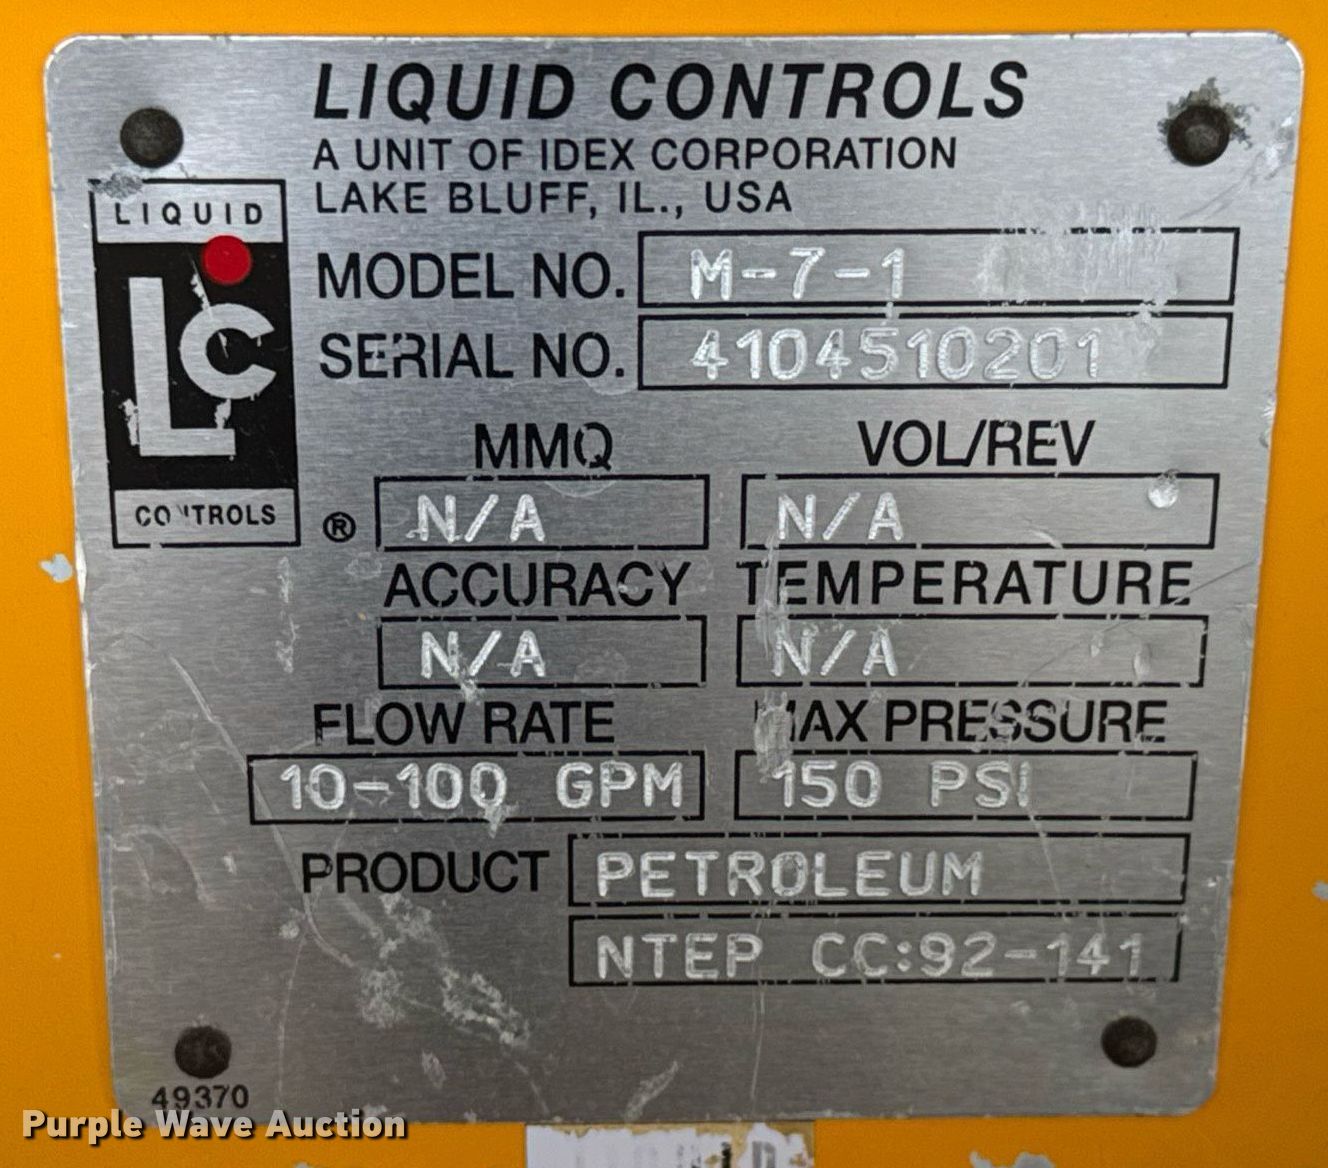 LIQUID CONTROLS
A UNIT OF IDEX CORPORATION
LAKE BLUFF, IL., USA
LIQUID
LC
CONTROLS
®
MODEL NO. M-7-1
SERIAL NO. 4104510201
MMQ VOL/REV
N/A N/A
ACCURACY TEMPERATURE
N/A N/A
FLOW RATE MAX PRESSURE
10-100 GPM 150 PSI
PRODUCT PETROLEUM
NTEP CC:92-141
49370
Purple Wave Auction